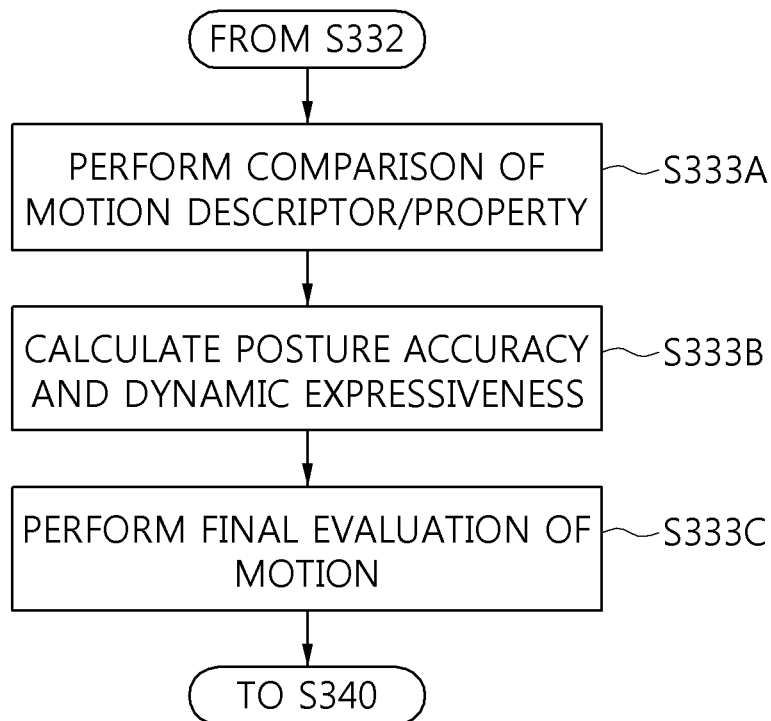 FROM S332
PERFORM COMPARISON OF
MOTION DESCRIPTOR/PROPERTY
S333A
CALCULATE POSTURE ACCURACY
AND DYNAMIC EXPRESSIVENESS
S333B
PERFORM FINAL EVALUATION OF
MOTION
S333C
TO S340